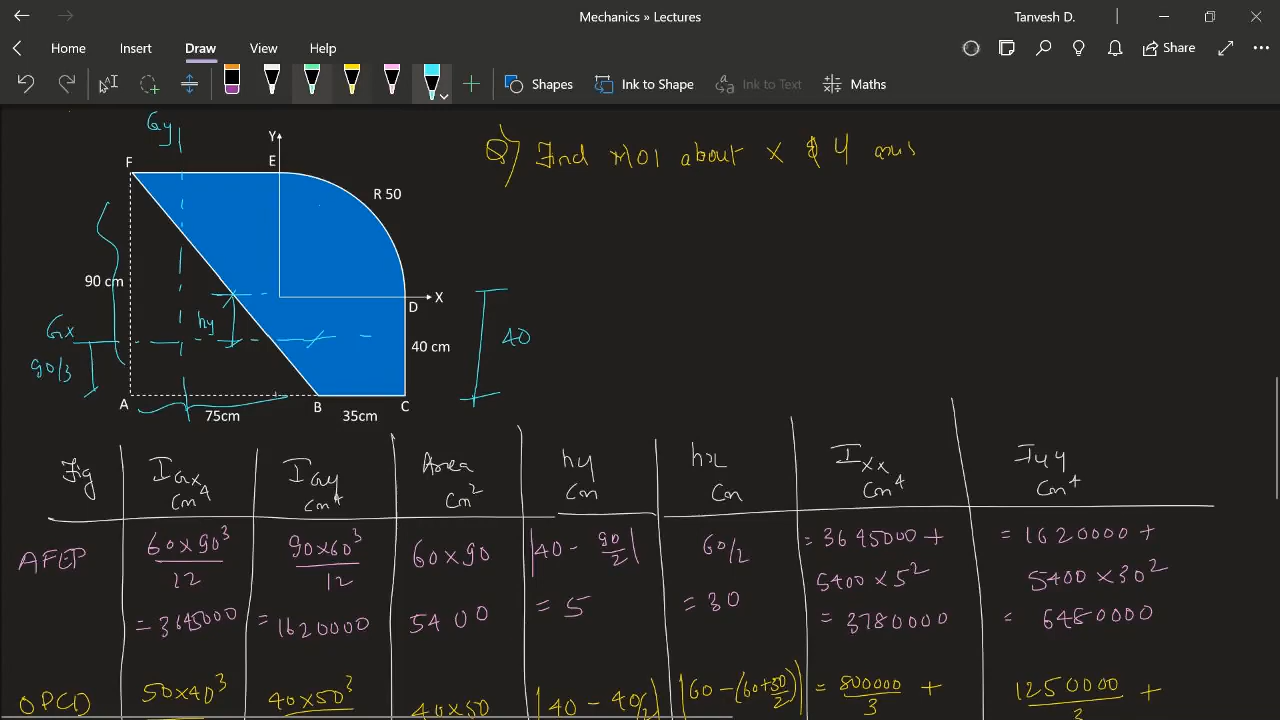 Mechanics » Lectures
Tanvesh D.
Home Insert Draw View Help
Share
Shapes Ink to Shape Ink to Text Maths
Gy
Y
F E
Q) Find MOI about X & Y axis
R 50
90 cm
X
D
Gx
hy
40 cm
40
90/3
A B C
75cm 35cm
Fig IGx cm4 IGy cm4 Area cm2 hy cm hx cm Ixx cm4 Iyy cm4
AFEP 60×90³/12 90×60³/12 60×90 |40 - 90/2| 60/2 = 3645000 + = 1620000 +
5400 × 5² 5400 × 30²
= 3645000 = 1620000 5400 = 5 = 30 = 3780000 = 6480000
OPCD 50×40³ 40×50³ 40×50 |40 - 40/2| |60 - (60+50/2)| = 800000/3 + 1250000/3 +